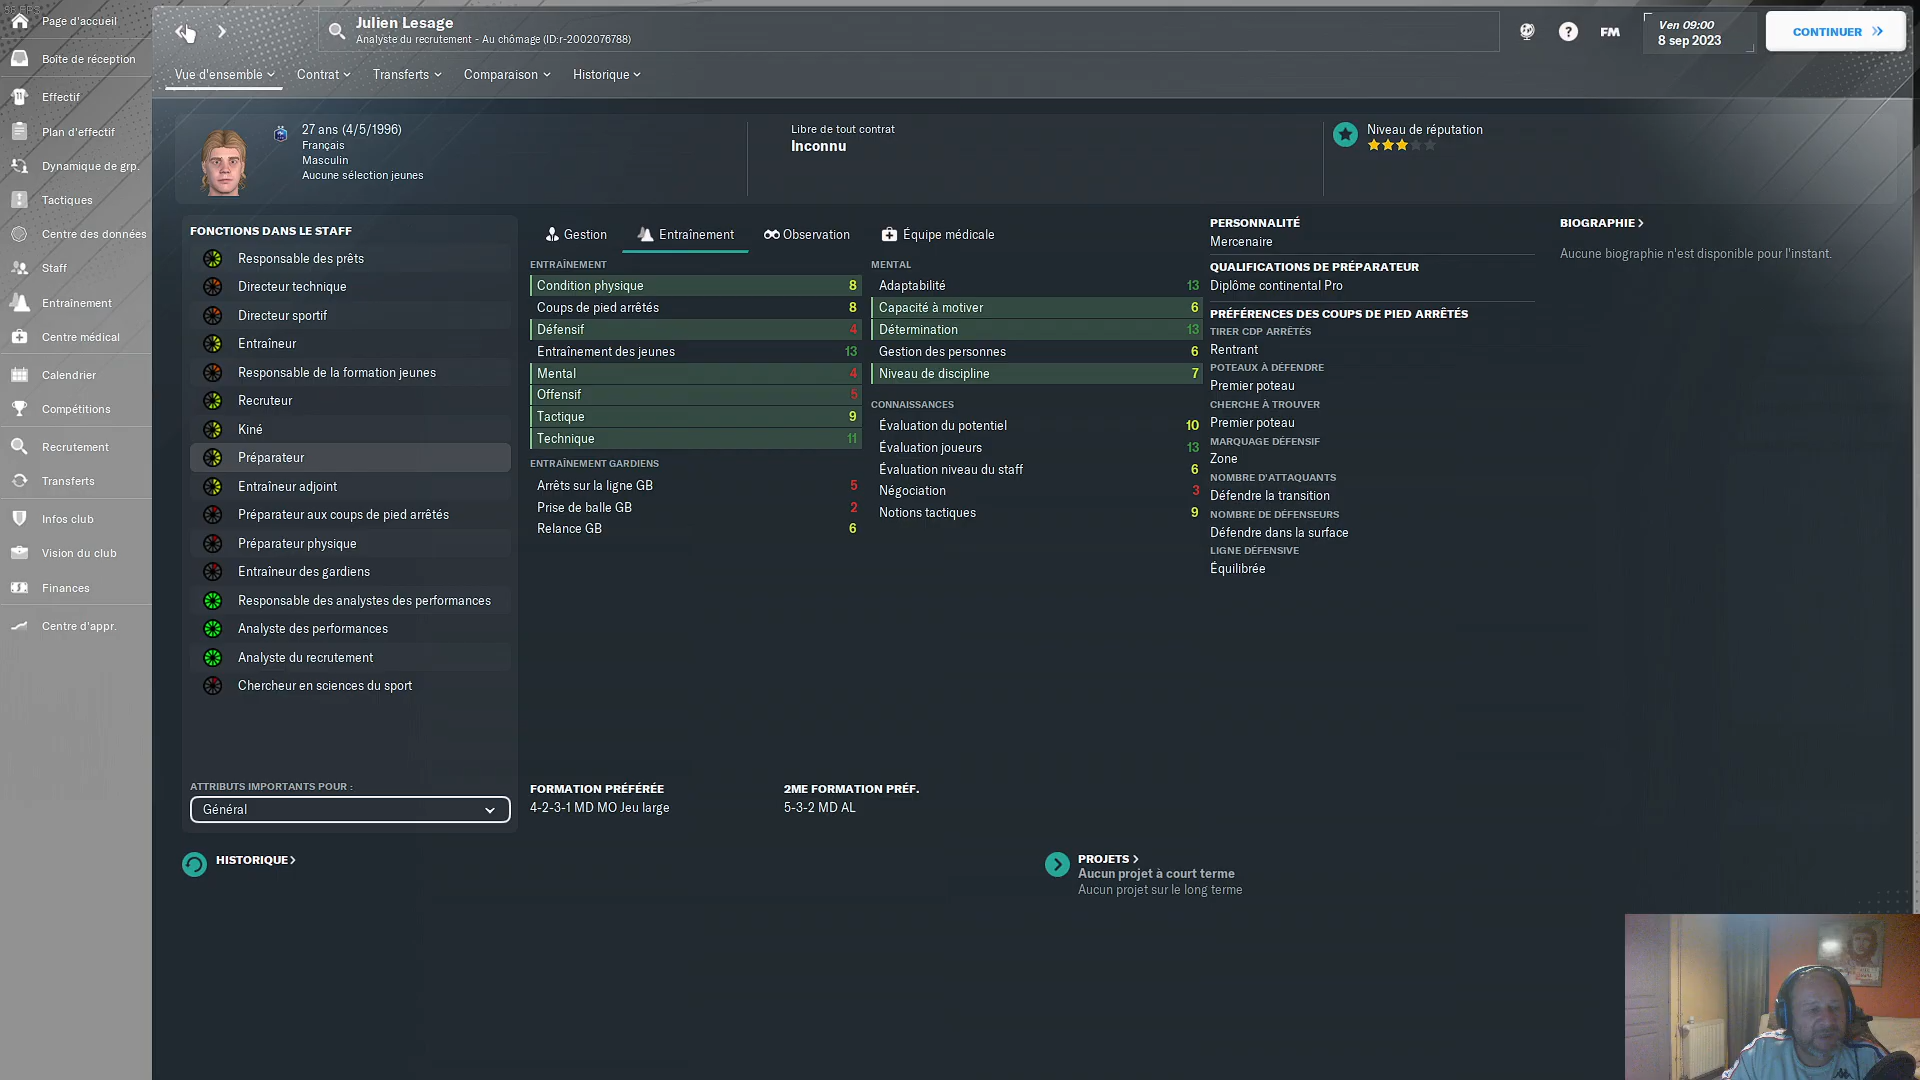 Page d'accueil
Boîte de réception
Effectif
Plan d'effectif
Dynamique de grp.
Tactiques
Centre des données
Staff
Entraînement
Centre médical
Calendrier
Compétitions
Recrutement
Transferts
Infos club
Vision du club
Finances
Centre d'appr.
Julien Lesage
Analyste du recrutement - Au chômage (ID:r-2002076788)
FM
Ven 09:00
8 sep 2023
CONTINUER
Vue d'ensemble
Contrat
Transferts
Comparaison
Historique
27 ans (4/5/1996)
Français
Masculin
Aucune sélection jeunes
Libre de tout contrat
Inconnu
Niveau de réputation
FONCTIONS DANS LE STAFF
Responsable des prêts
Directeur technique
Directeur sportif
Entraîneur
Responsable de la formation jeunes
Recruteur
Kiné
Préparateur
Entraîneur adjoint
Préparateur aux coups de pied arrêtés
Préparateur physique
Entraîneur des gardiens
Responsable des analystes des performances
Analyste des performances
Analyste du recrutement
Chercheur en sciences du sport
ATTRIBUTS IMPORTANTS POUR :
Général
Gestion
Entraînement
Observation
Équipe médicale
ENTRAÎNEMENT
Condition physique 8
Coups de pied arrêtés 8
Défensif 4
Entraînement des jeunes 13
Mental 4
Offensif 5
Tactique 9
Technique 11
ENTRAÎNEMENT GARDIENS
Arrêts sur la ligne GB 5
Prise de balle GB 2
Relance GB 6
MENTAL
Adaptabilité 13
Capacité à motiver 6
Détermination 13
Gestion des personnes 6
Niveau de discipline 7
CONNAISSANCES
Évaluation du potentiel 10
Évaluation joueurs 13
Évaluation niveau du staff 6
Négociation 3
Notions tactiques 9
FORMATION PRÉFÉRÉE
4-2-3-1 MD MO Jeu large
2ME FORMATION PRÉF.
5-3-2 MD AL
PERSONNALITÉ
Mercenaire
QUALIFICATIONS DE PRÉPARATEUR
Diplôme continental Pro
PRÉFÉRENCES DES COUPS DE PIED ARRÊTÉS
TIRER CDP ARRÊTÉS
Rentrant
POTEAUX À DÉFENDRE
Premier poteau
CHERCHE À TROUVER
Premier poteau
MARQUAGE DÉFENSIF
Zone
NOMBRE D'ATTAQUANTS
Défendre la transition
NOMBRE DE DÉFENSEURS
Défendre dans la surface
LIGNE DÉFENSIVE
Équilibrée
BIOGRAPHIE
Aucune biographie n'est disponible pour l'instant.
HISTORIQUE
PROJETS
Aucun projet à court terme
Aucun projet sur le long terme